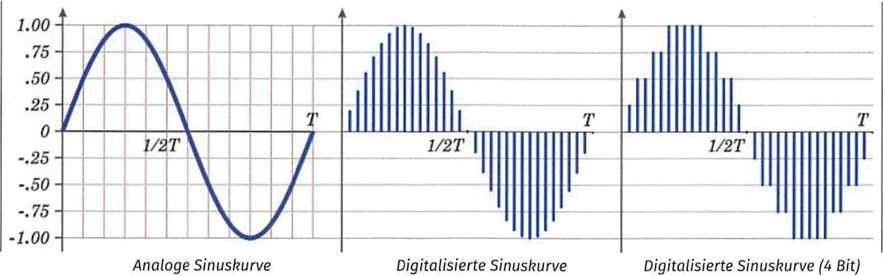 1.00
.75
.50
.25
0
-.25
-.50
-.75
-1.00
1/2T
T
1/2T
T
1/2T
T
Analoge Sinuskurve
Digitalisierte Sinuskurve
Digitalisierte Sinuskurve (4 Bit)